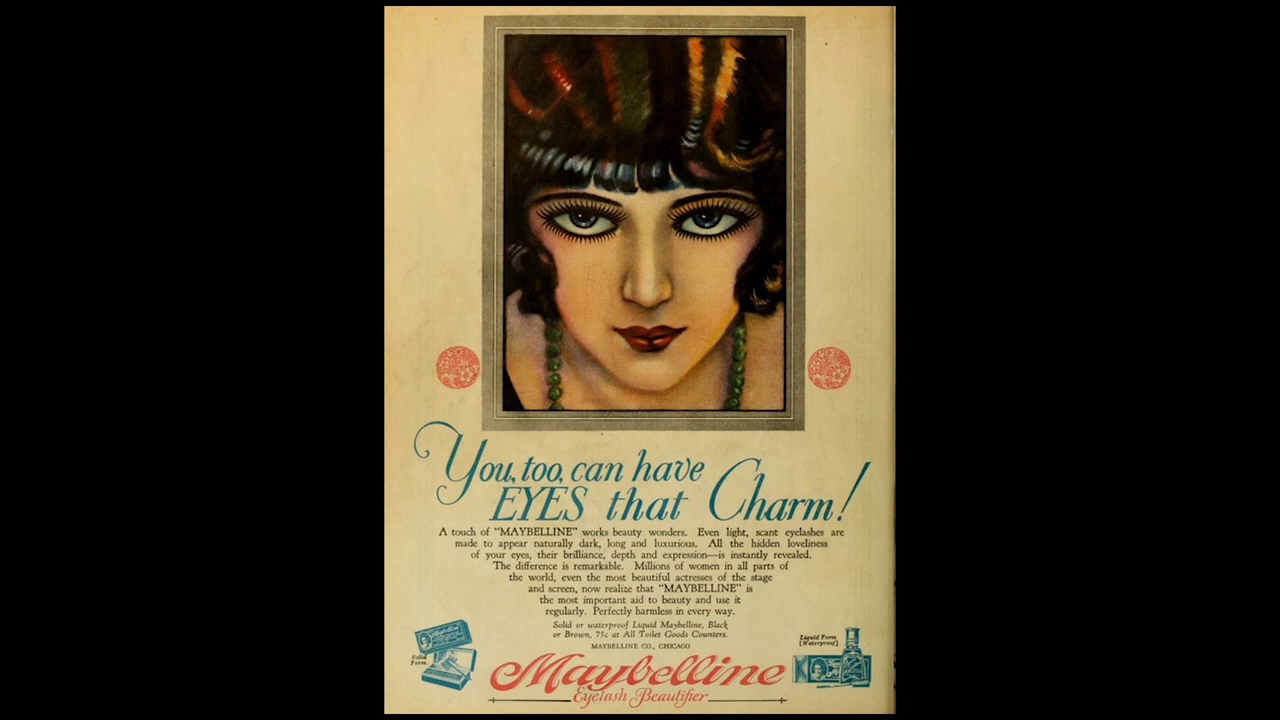 You, too, can have
EYES that Charm!
A touch of "MAYBELLINE" works beauty wonders. Even light, scant eyelashes are
made to appear naturally dark, long and luxurious. All the hidden loveliness
of your eyes, their brilliance, depth and expression—is instantly revealed.
The difference is remarkable. Millions of women in all parts of
the world, even the most beautiful actresses of the stage
and screen, now realize that "MAYBELLINE" is
the most important aid to beauty and use it
regularly. Perfectly harmless in every way.
Solid or waterproof Liquid Maybelline, Black
or Brown, 75c at All Toilet Goods Counters.
MAYBELLINE CO., CHICAGO
Solid
Form.
Maybelline
Liquid Form
(Waterproof)
Maybelline
Eyelash Beautifier